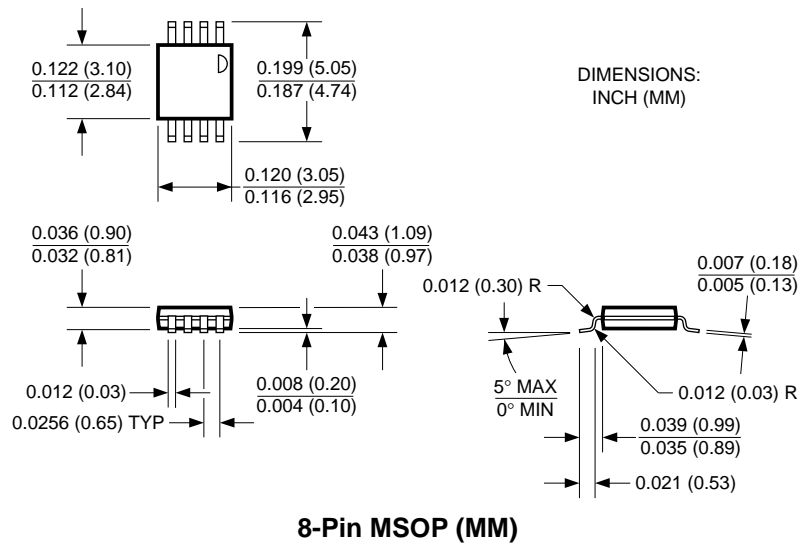 0.122 (3.10)
0.112 (2.84)
0.199 (5.05)
0.187 (4.74)
DIMENSIONS:
INCH (MM)
0.120 (3.05)
0.116 (2.95)
0.036 (0.90)
0.032 (0.81)
0.043 (1.09)
0.038 (0.97)
0.007 (0.18)
0.005 (0.13)
0.012 (0.30) R
0.012 (0.03)
0.008 (0.20)
0.004 (0.10)
5° MAX
0° MIN
0.012 (0.03) R
0.0256 (0.65) TYP
0.039 (0.99)
0.035 (0.89)
0.021 (0.53)
8-Pin MSOP (MM)